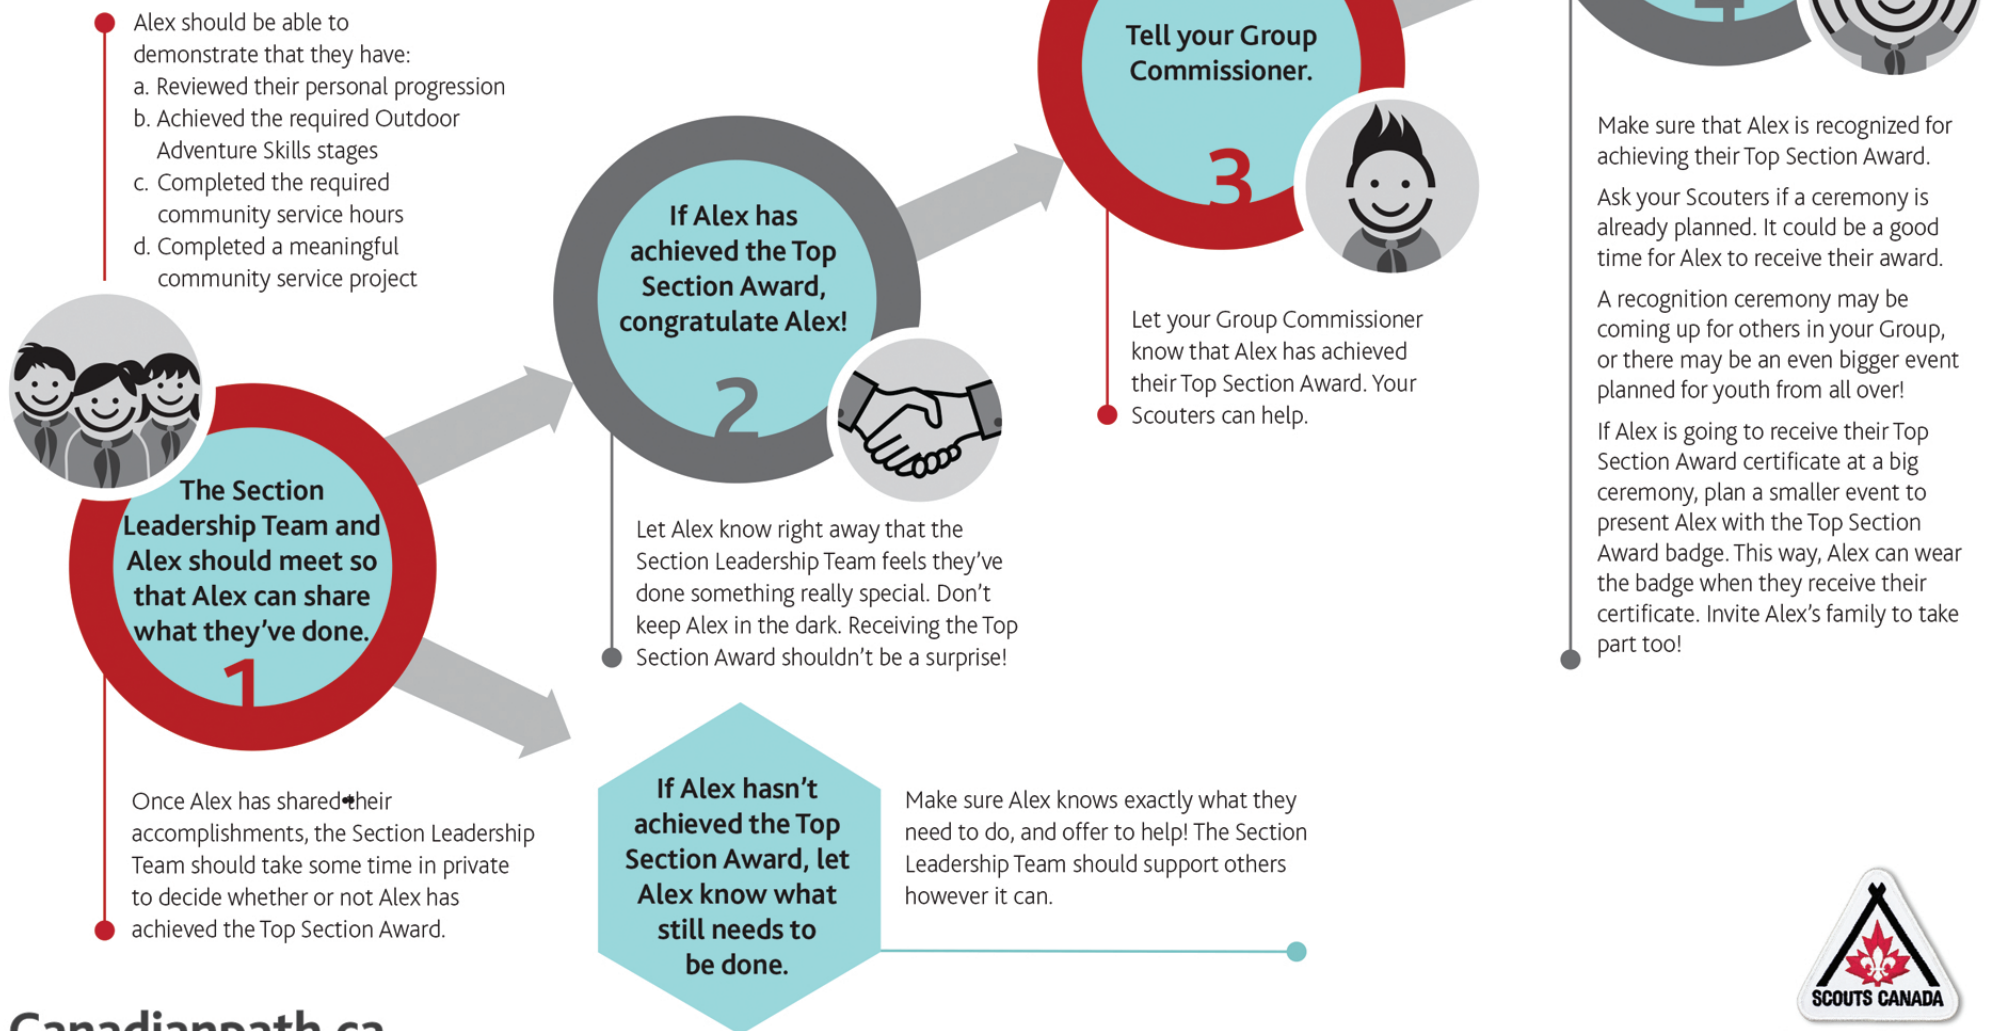 Alex should be able to
demonstrate that they have:
a. Reviewed their personal progression
b. Achieved the required Outdoor
Adventure Skills stages
c. Completed the required
community service hours
d. Completed a meaningful
community service project
The Section
Leadership Team and
Alex should meet so
that Alex can share
what they've done.
1
Once Alex has shared their
accomplishments, the Section Leadership
Team should take some time in private
to decide whether or not Alex has
achieved the Top Section Award.
If Alex has
achieved the Top
Section Award,
congratulate Alex!
2
Let Alex know right away that the
Section Leadership Team feels they've
done something really special. Don't
keep Alex in the dark. Receiving the Top
Section Award shouldn't be a surprise!
If Alex hasn't
achieved the Top
Section Award, let
Alex know what
still needs to
be done.
Make sure Alex knows exactly what they
need to do, and offer to help! The Section
Leadership Team should support others
however it can.
Tell your Group
Commissioner.
3
Let your Group Commissioner
know that Alex has achieved
their Top Section Award. Your
Scouters can help.
4
Make sure that Alex is recognized for
achieving their Top Section Award.
Ask your Scouters if a ceremony is
already planned. It could be a good
time for Alex to receive their award.
A recognition ceremony may be
coming up for others in your Group,
or there may be an even bigger event
planned for youth from all over!
If Alex is going to receive their Top
Section Award certificate at a big
ceremony, plan a smaller event to
present Alex with the Top Section
Award badge. This way, Alex can wear
the badge when they receive their
certificate. Invite Alex's family to take
part too!
Canadianpath.ca
SCOUTS CANADA